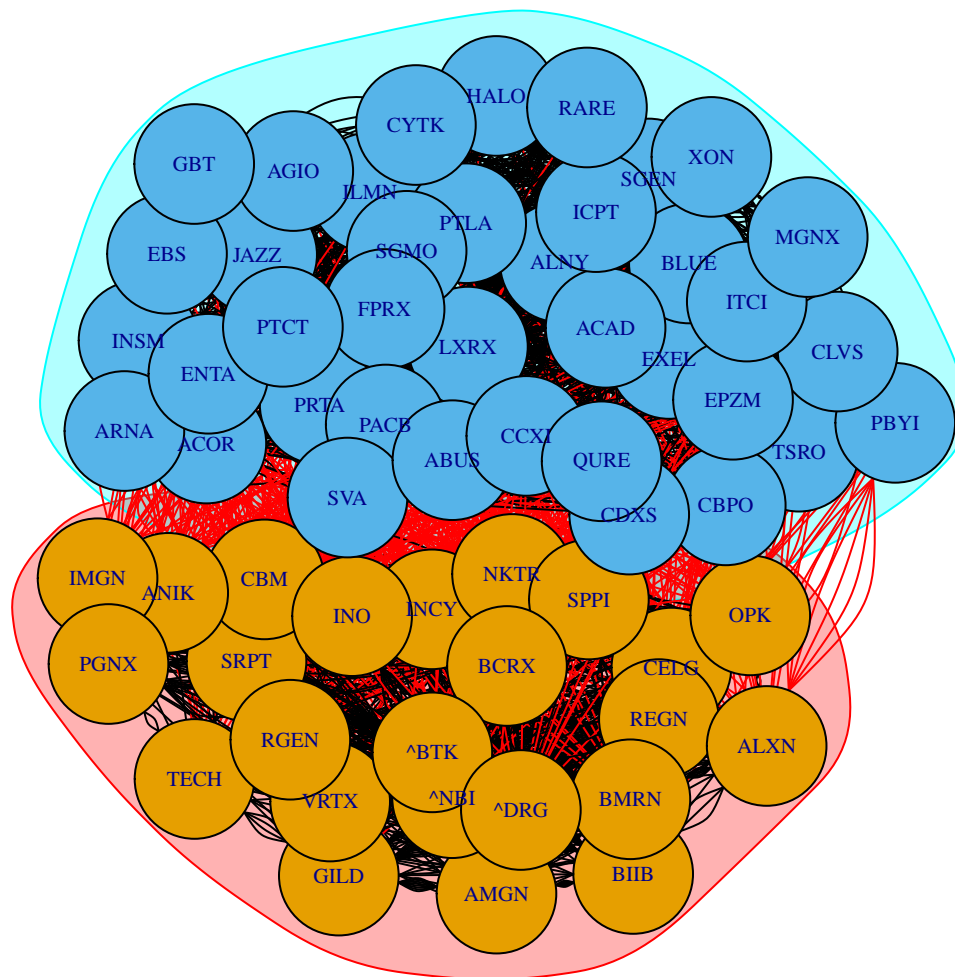 HALO
RARE
CYTK
XON
GBT
AGIO
ILMN
SGEN
ICPT
PTLA
MGNX
EBS
JAZZ
SGMO
ALNY
BLUE
ITCI
FPRX
PTCT
ACAD
INSM
LXRX
CLVS
EXEL
ENTA
EPZM
PRTA
PACB
PBYI
ARNA
ACOR
CCXI
TSRO
ABUS
QURE
SVA
CBPO
CDXS
NKTR
IMGN
ANIK
CBM
SPPI
INCY
INO
OPK
PGNX
SRPT
BCRX
CELG
REGN
RGEN
ALXN
^BTK
TECH
VRTX
^NBI
^DRG
BMRN
GILD
BIIB
AMGN